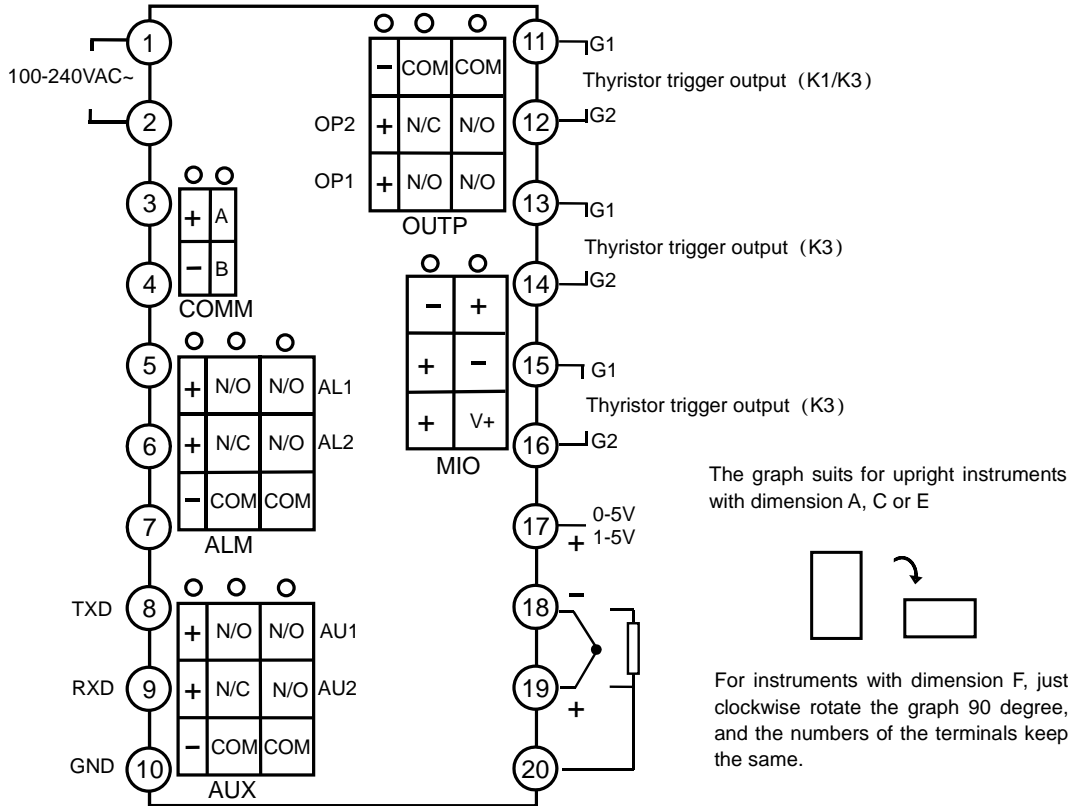 1
100-240VAC~
2
3
+ A
4
− B
COMM
5
+ N/O N/O AL1
6
+ N/C N/O AL2
7
− COM COM
ALM
TXD 8
+ N/O N/O AU1
RXD 9
+ N/C N/O AU2
GND 10
− COM COM
AUX
− COM COM
OP2 + N/C N/O
OP1 + N/O N/O
OUTP
− +
+ −
+ V+
MIO
11 G1
Thyristor trigger output (K1/K3)
12 G2
13 G1
Thyristor trigger output (K3)
14 G2
15 G1
Thyristor trigger output (K3)
16 G2
17 0-5V
+ 1-5V
18 −
19 +
20
The graph suits for upright instruments
with dimension A, C or E
For instruments with dimension F, just
clockwise rotate the graph 90 degree,
and the numbers of the terminals keep
the same.